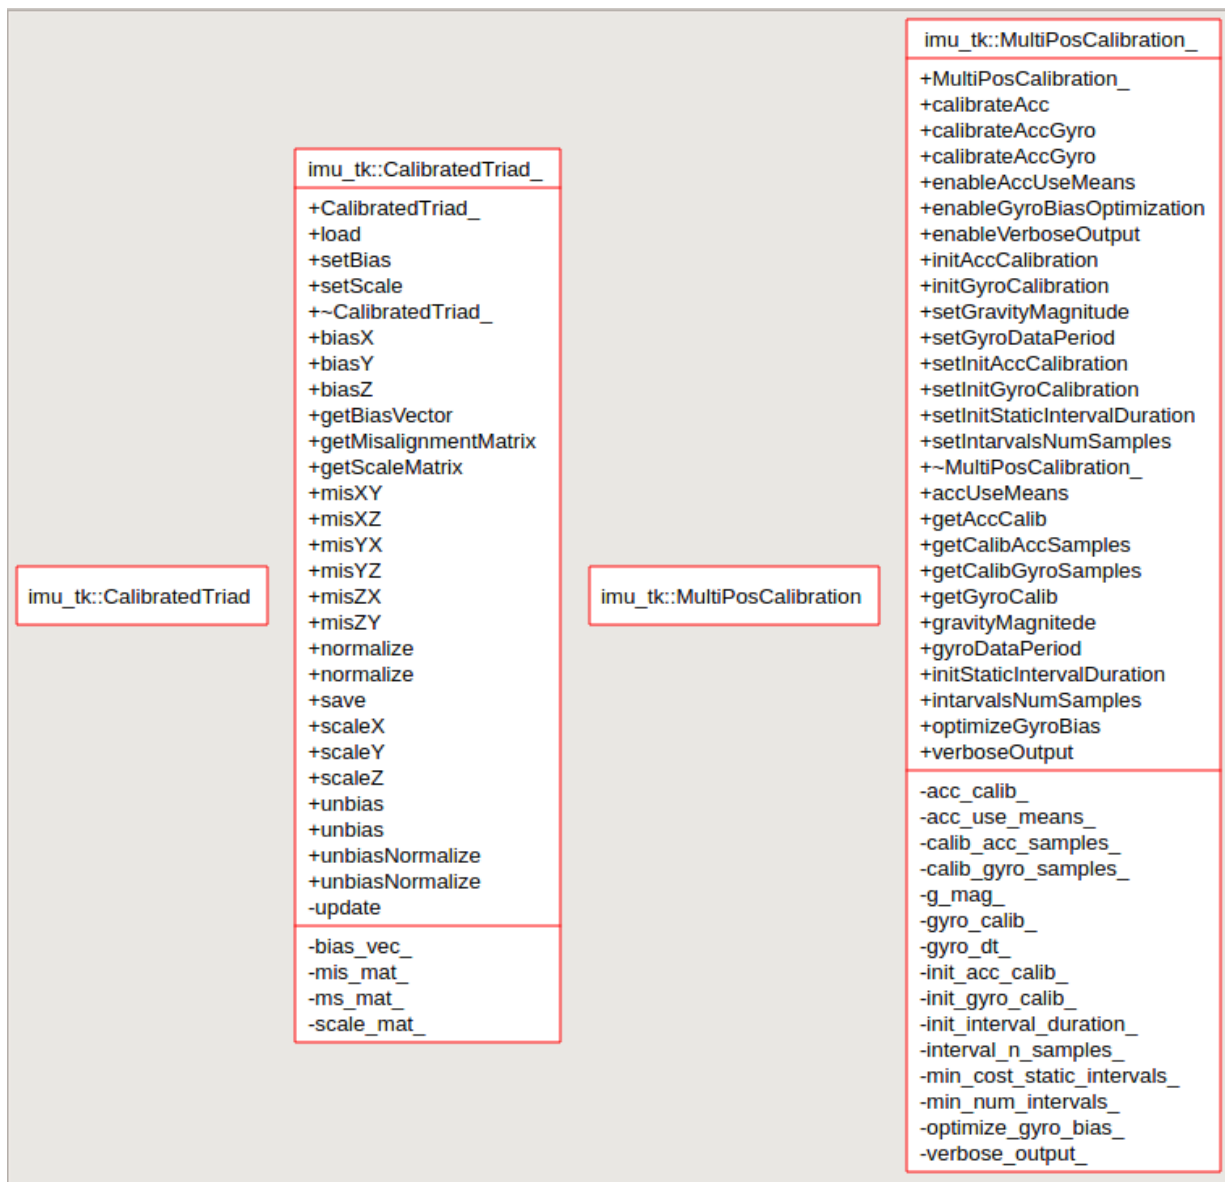 imu_tk::CalibratedTriad
imu_tk::CalibratedTriad_
+CalibratedTriad_
+load
+setBias
+setScale
+~CalibratedTriad_
+biasX
+biasY
+biasZ
+getBiasVector
+getMisalignmentMatrix
+getScaleMatrix
+misXY
+misXZ
+misYX
+misYZ
+misZX
+misZY
+normalize
+normalize
+save
+scaleX
+scaleY
+scaleZ
+unbias
+unbias
+unbiasNormalize
+unbiasNormalize
-update
-bias_vec_
-mis_mat_
-ms_mat_
-scale_mat_
imu_tk::MultiPosCalibration
imu_tk::MultiPosCalibration_
+MultiPosCalibration_
+calibrateAcc
+calibrateAccGyro
+calibrateAccGyro
+enableAccUseMeans
+enableGyroBiasOptimization
+enableVerboseOutput
+initAccCalibration
+initGyroCalibration
+setGravityMagnitude
+setGyroDataPeriod
+setInitAccCalibration
+setInitGyroCalibration
+setInitStaticIntervalDuration
+setIntarvalsNumSamples
+~MultiPosCalibration_
+accUseMeans
+getAccCalib
+getCalibAccSamples
+getCalibGyroSamples
+getGyroCalib
+gravityMagnitede
+gyroDataPeriod
+initStaticIntervalDuration
+intarvalsNumSamples
+optimizeGyroBias
+verboseOutput
-acc_calib_
-acc_use_means_
-calib_acc_samples_
-calib_gyro_samples_
-g_mag_
-gyro_calib_
-gyro_dt_
-init_acc_calib_
-init_gyro_calib_
-init_interval_duration_
-interval_n_samples_
-min_cost_static_intervals_
-min_num_intervals_
-optimize_gyro_bias_
-verbose_output_